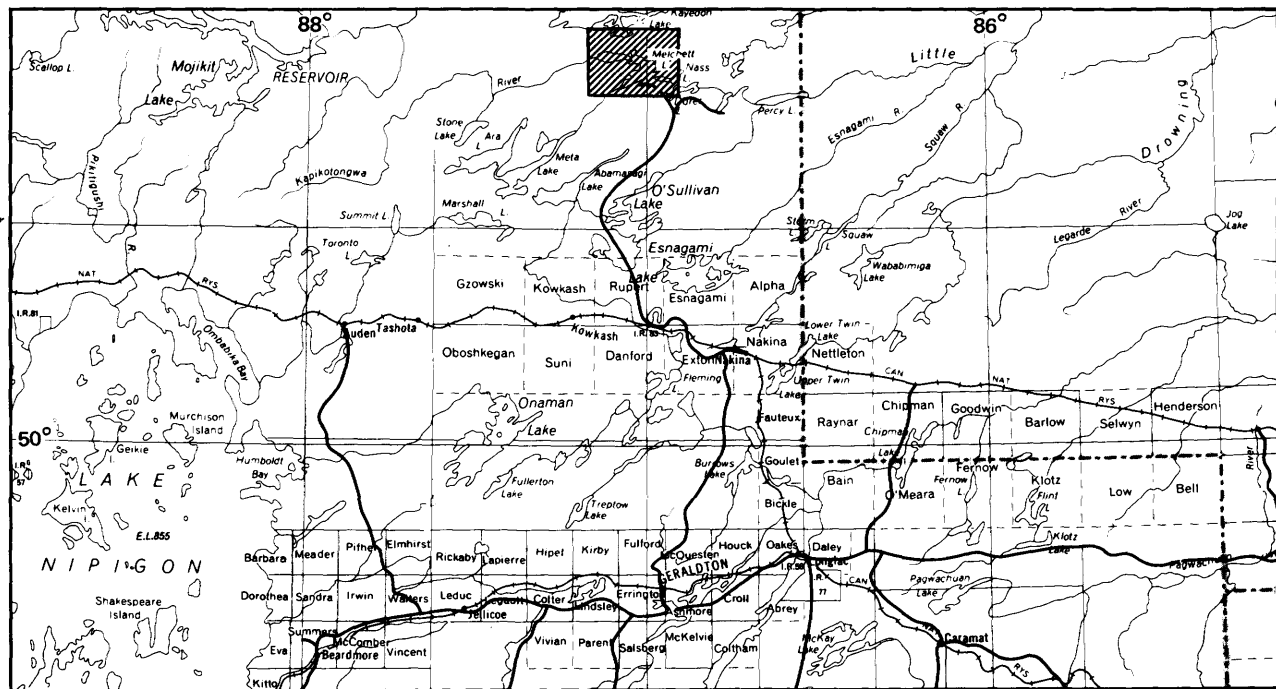 88°
86°
Kayedon
Lake
Scallop L.
Mojikit
Lake
RESERVOIR
River
Melchett
L.
Nass
L.
Little
Percy L.
Esnagami R.
Squaw R.
Drowning
Stone
Lake
Ara
L
Meta
Lake
Abamasagi
Lake
Pikitigushi
R
Kapikotongwa
O'Sullivan
Lake
Summit L.
Marshall
L.
Toronto
L.
Storm
L
Squaw
Legarde River
Jog
Lake
Esnagami
Lake
Wababimiga
Lake
NAT
RYS
Gzowski
Kowkash
Rupert
Esnagami
Alpha
I.R.81
Ombabika Bay
Auden
Tashota
Kowkash
Lower Twin
Lake
Nakina
Nettleton
Oboshkegan
Suni
Danford
Exton
Nakina
Fleming
L
Upper Twin
Lake
CAN
NAT
RYS
Onaman
Lake
Fauteux
Raynar
Chipman
Chipman
Lake
Goodwin
Barlow
Selwyn
Henderson
Murchison
Island
50°
Geikie
I.
Humboldt
Bay
LAKE
Kelvin
I.
E.L.855
NIPIGON
Burrows
Lake
Goulet
Bain
O'Meara
Fernow
Fernow
L.
Klotz
Flint
L.
Low
Bell
River
Fullerton
Lake
Treptow
Lake
Bickle
Klotz
Lake
Barbara
Meader
Pifher
Elmhirst
Rickaby
Lapierre
Hipel
Kirby
Fulford
McQuesten
Houck
Oakes
Daley
Longlac
GERALDTON
I.R.58
I.R.
77
CAN
Pagwachuan
Lake
Dorothea
Sandra
Irwin
Walters
Leduc
Legault
Colter
Lindsley
Errington
Ashmore
Croll
Abrey
Jellicoe
Shakespeare
Island
Summers
Eva
McComber
Beardmore
Vincent
Vivian
Parent
Salsberg
McKelvie
Coltham
McKay
Lake
Caramat
RYS
Kitto